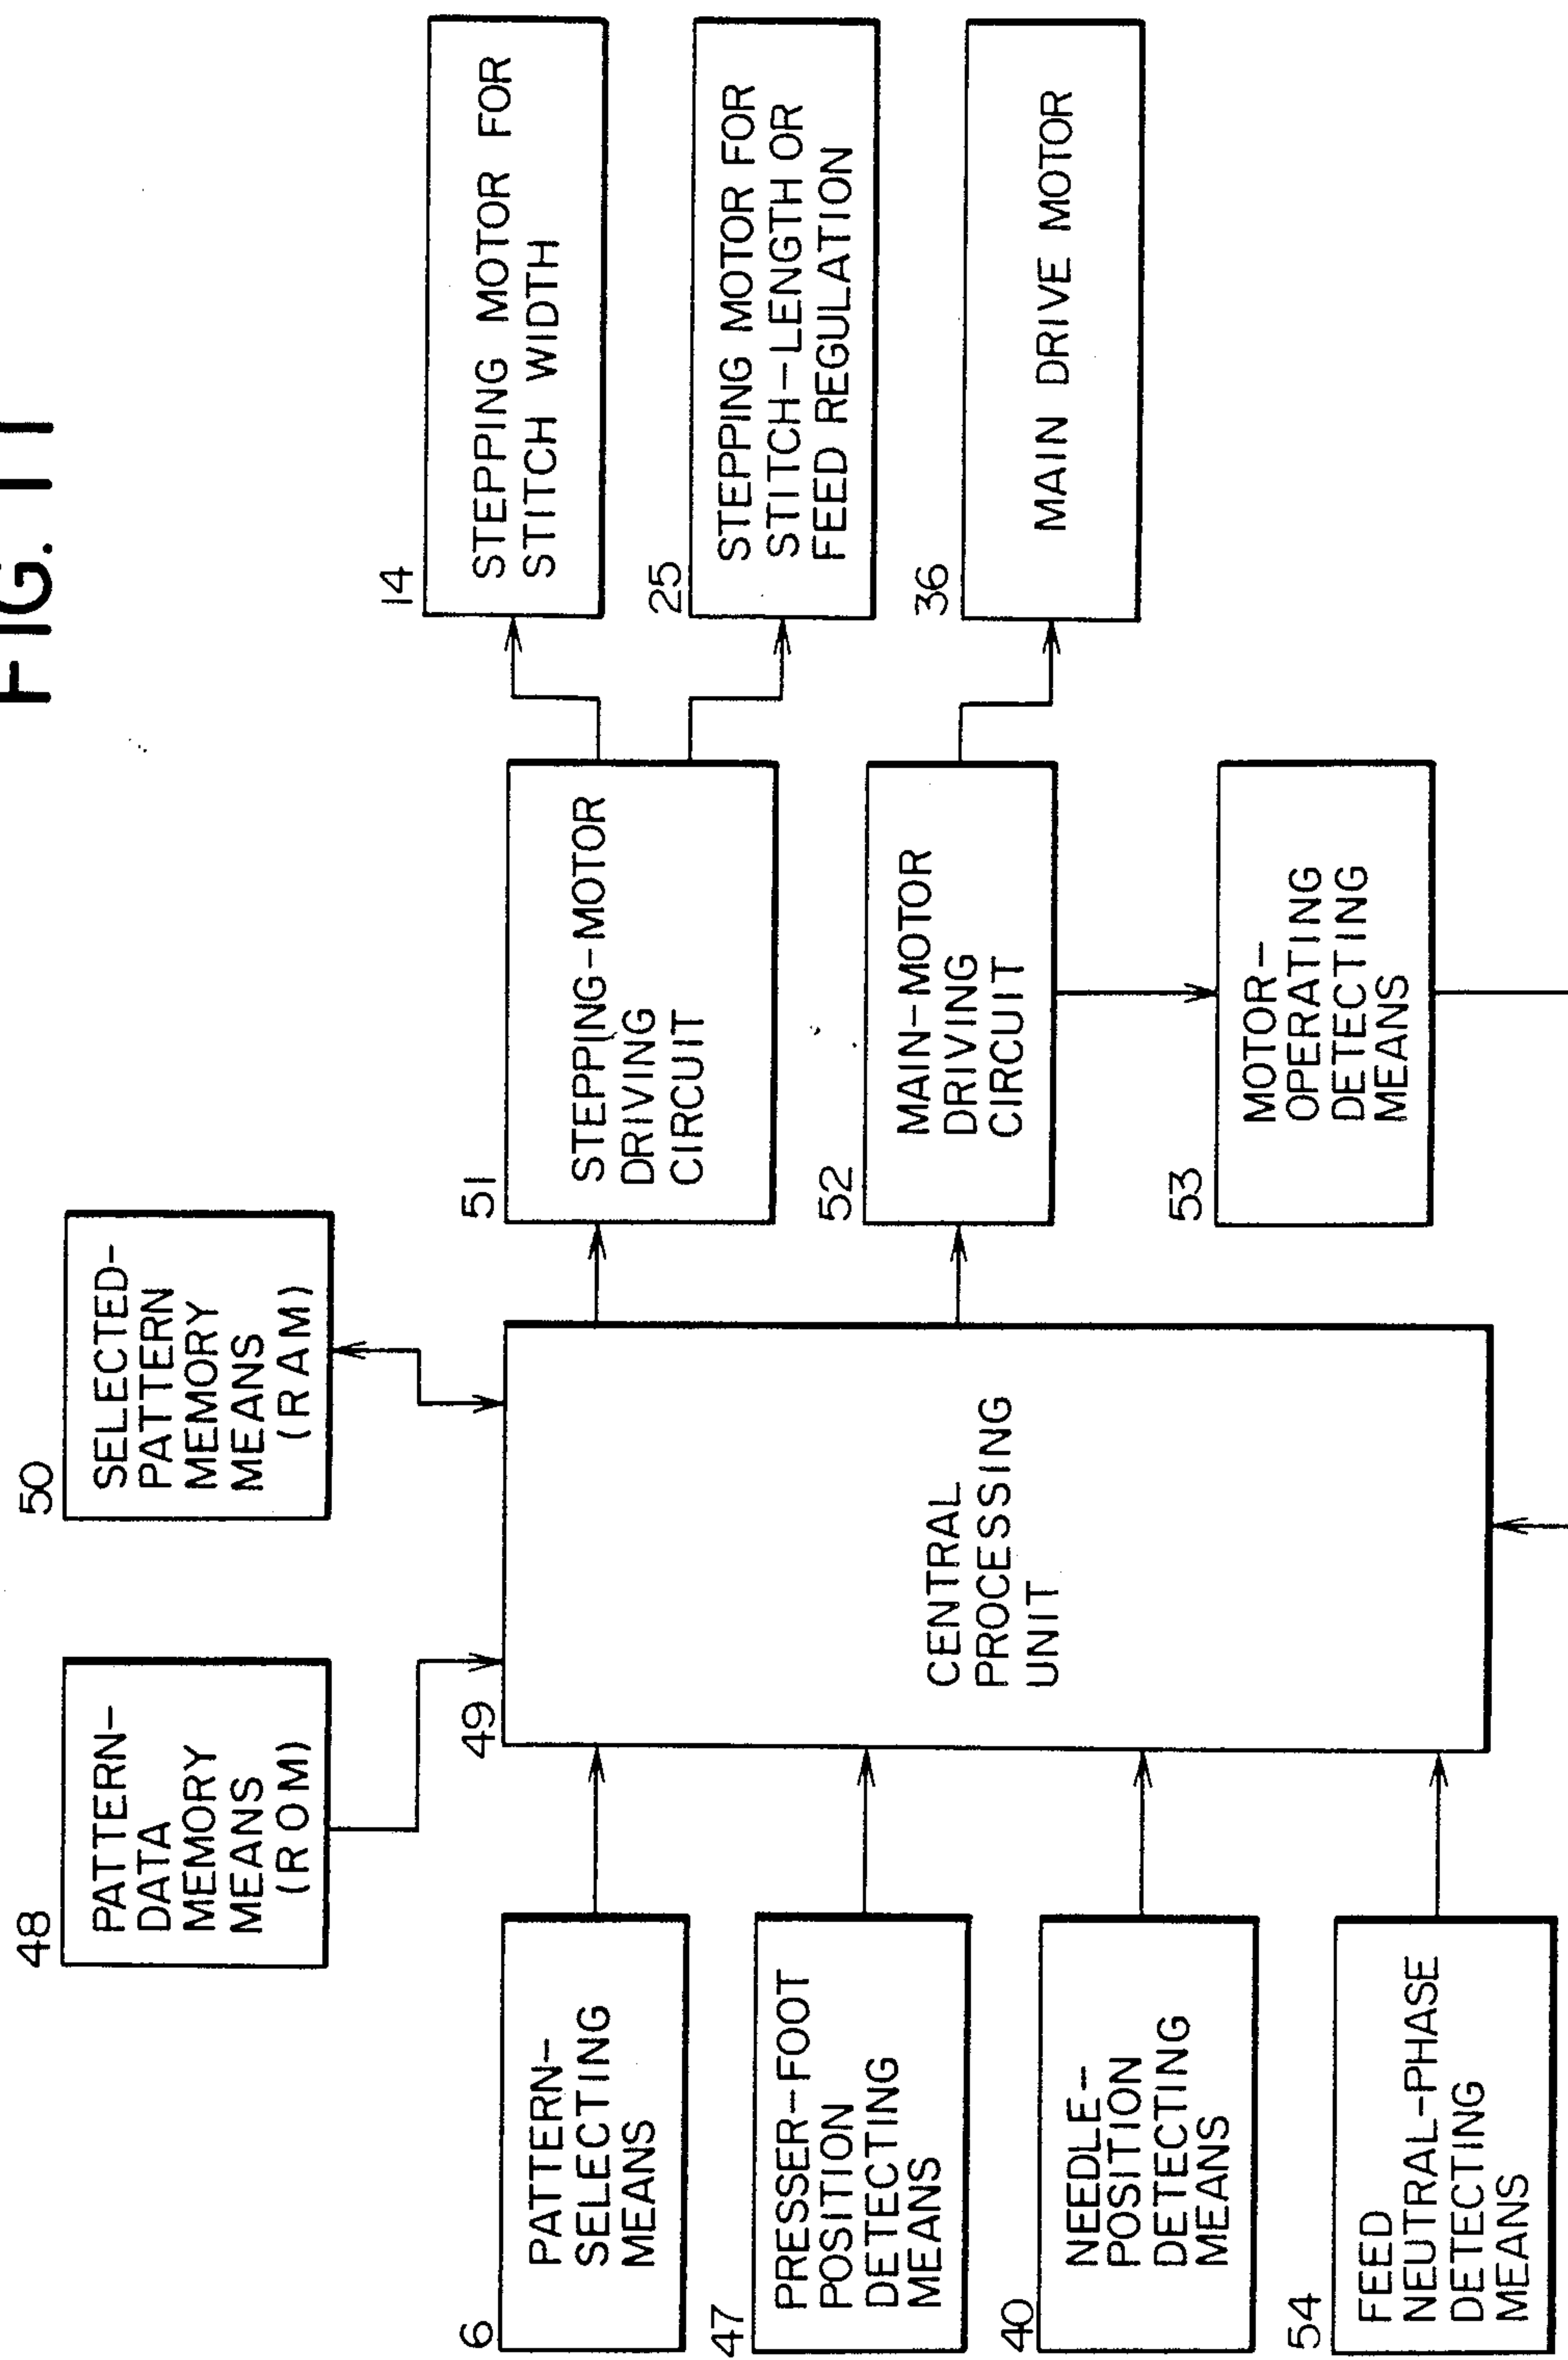 FIG. 11
48
PATTERN-
DATA
MEMORY
MEANS
(ROM)
50
SELECTED-
PATTERN
MEMORY
MEANS
(RAM)
6
PATTERN-
SELECTING
MEANS
47
PRESSER-FOOT
POSITION
DETECTING
MEANS
40
NEEDLE-
POSITION
DETECTING
MEANS
54
FEED
NEUTRAL-PHASE
DETECTING
MEANS
49
CENTRAL
PROCESSING
UNIT
51
STEPPING-MOTOR
DRIVING
CIRCUIT
52
MAIN-MOTOR
DRIVING
CIRCUIT
53
MOTOR-
OPERATING
DETECTING
MEANS
14
STEPPING MOTOR FOR
STITCH WIDTH
25
STEPPING MOTOR FOR
STITCH-LENGTH OR
FEED REGULATION
36
MAIN DRIVE MOTOR